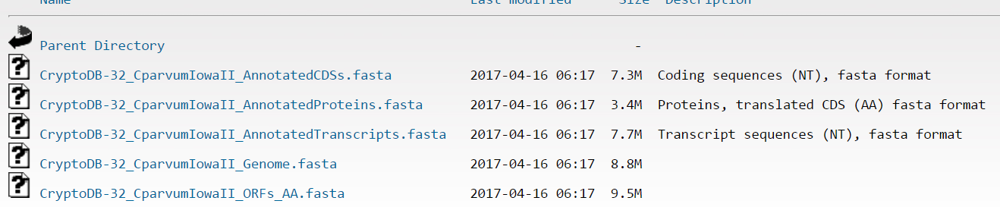 Name Last modified Size Description
Parent Directory -
CryptoDB-32_CparvumIowaII_AnnotatedCDSs.fasta 2017-04-16 06:17 7.3M Coding sequences (NT), fasta format
CryptoDB-32_CparvumIowaII_AnnotatedProteins.fasta 2017-04-16 06:17 3.4M Proteins, translated CDS (AA) fasta format
CryptoDB-32_CparvumIowaII_AnnotatedTranscripts.fasta 2017-04-16 06:17 7.7M Transcript sequences (NT), fasta format
CryptoDB-32_CparvumIowaII_Genome.fasta 2017-04-16 06:17 8.8M
CryptoDB-32_CparvumIowaII_ORFs_AA.fasta 2017-04-16 06:17 9.5M